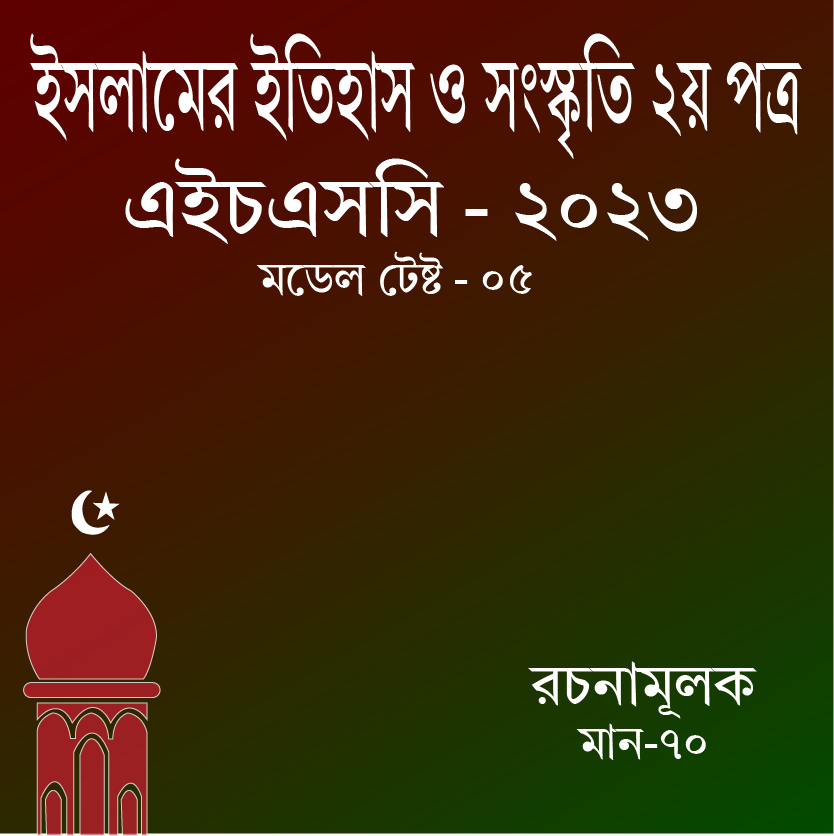 ইসলামের ইতিহাস ও সংস্কৃতি ২য় পত্র
এইচএসসি - ২০২৩
মডেল টেষ্ট - ০৫
রচনামূলক
মান-৭০